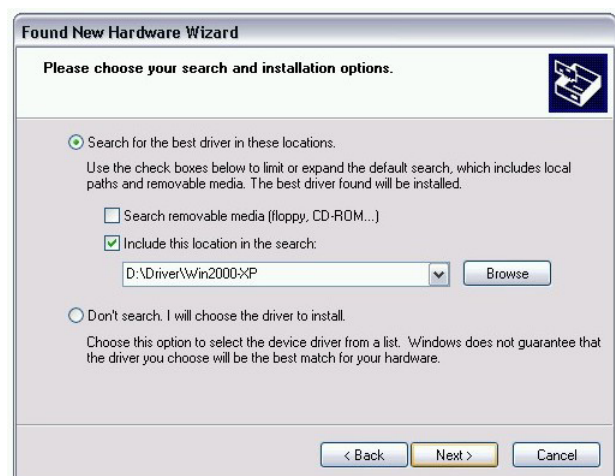 Found New Hardware Wizard
Please choose your search and installation options.
Search for the best driver in these locations.
Use the check boxes below to limit or expand the default search, which includes local
paths and removable media. The best driver found will be installed.
Search removable media (floppy, CD-ROM...)
Include this location in the search:
D:\Driver\Win2000-XP
Browse
Don't search. I will choose the driver to install.
Choose this option to select the device driver from a list. Windows does not guarantee that
the driver you choose will be the best match for your hardware.
< Back
Next >
Cancel